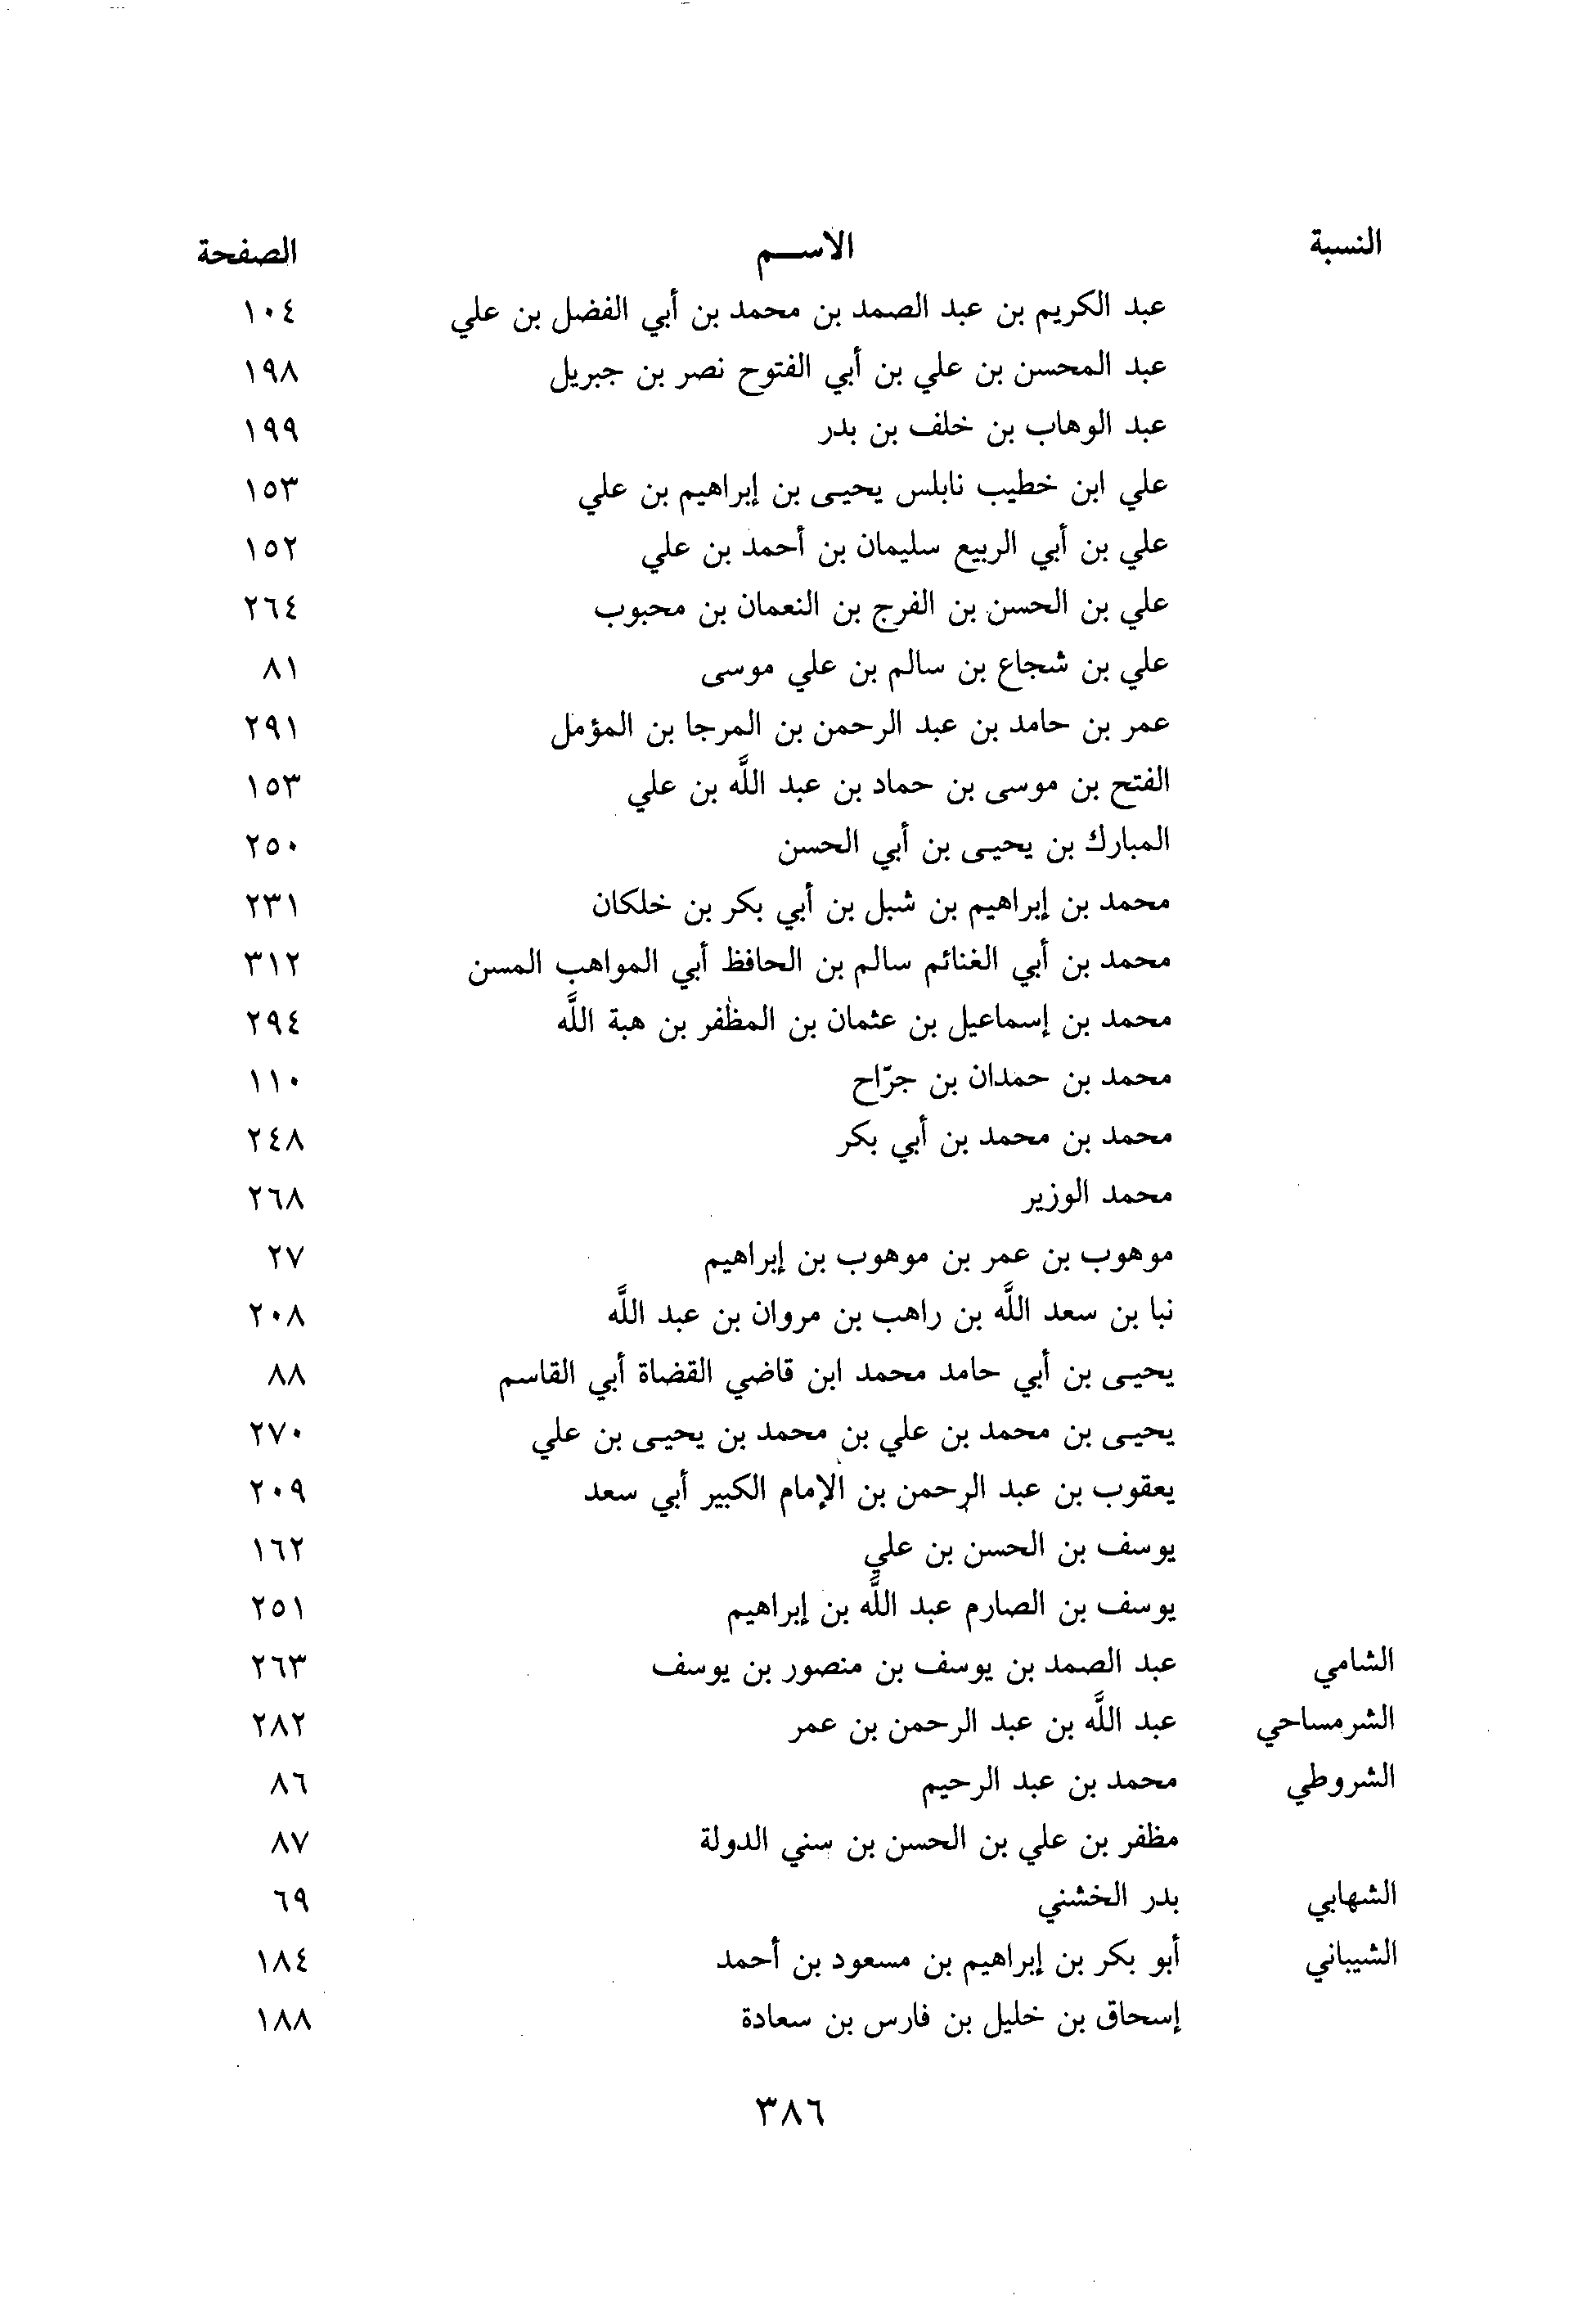 النسبة الاســم الصفحة
عبد الكريم بن عبد الصمد بن محمد بن أبي الفضل بن علي ١٠٤
عبد المحسن بن علي بن أبي الفتوح نصر بن جبريل ١٩٨
عبد الوهاب بن خلف بن بدر ١٩٩
علي ابن خطيب نابلس يحيى بن إبراهيم بن علي ١٥٣
علي بن أبي الربيع سليمان بن أحمد بن علي ١٥٢
علي بن الحسن بن الفرج بن النعمان بن محبوب ٢٦٤
علي بن شجاع بن سالم بن علي موسى ٨١
عمر بن حامد بن عبد الرحمن بن المرجا بن المؤمل ٢٩١
الفتح بن موسى بن حماد بن عبد اللَّه بن علي ١٥٣
المبارك بن يحيى بن أبي الحسن ٢٥٠
محمد بن إبراهيم بن شبل بن أبي بكر بن خلكان ٢٣١
محمد بن أبي الغنائم سالم بن الحافظ أبي المواهب المسن ٣١٢
محمد بن إسماعيل بن عثمان بن المظفر بن هبة اللَّه ٢٩٤
محمد بن حمدان بن جرّاح ١١٠
محمد بن محمد بن أبي بكر ٢٤٨
محمد الوزير ٢٦٨
موهوب بن عمر بن موهوب بن إبراهيم ٢٧
نبا بن سعد اللَّه بن راهب بن مروان بن عبد اللَّه ٢٠٨
يحيى بن أبي حامد محمد ابن قاضي القضاة أبي القاسم ٨٨
يحيى بن محمد بن علي بن محمد بن يحيى بن علي ٢٧٠
يعقوب بن عبد الرحمن بن الإمام الكبير أبي سعد ٢٠٩
يوسف بن الحسن بن علي ١٦٢
يوسف بن الصارم عبد اللَّه بن إبراهيم ٢٥١
الشامي عبد الصمد بن يوسف بن منصور بن يوسف ٢٦٣
الشرمساحي عبد اللَّه بن عبد الرحمن بن عمر ٢٨٢
الشروطي محمد بن عبد الرحيم ٨٦
مظفر بن علي بن الحسن بن سني الدولة ٨٧
الشهابي بدر الخشني ٦٩
الشيباني أبو بكر بن إبراهيم بن مسعود بن أحمد ١٨٤
إسحاق بن خليل بن فارس بن سعادة ١٨٨
٣٨٦